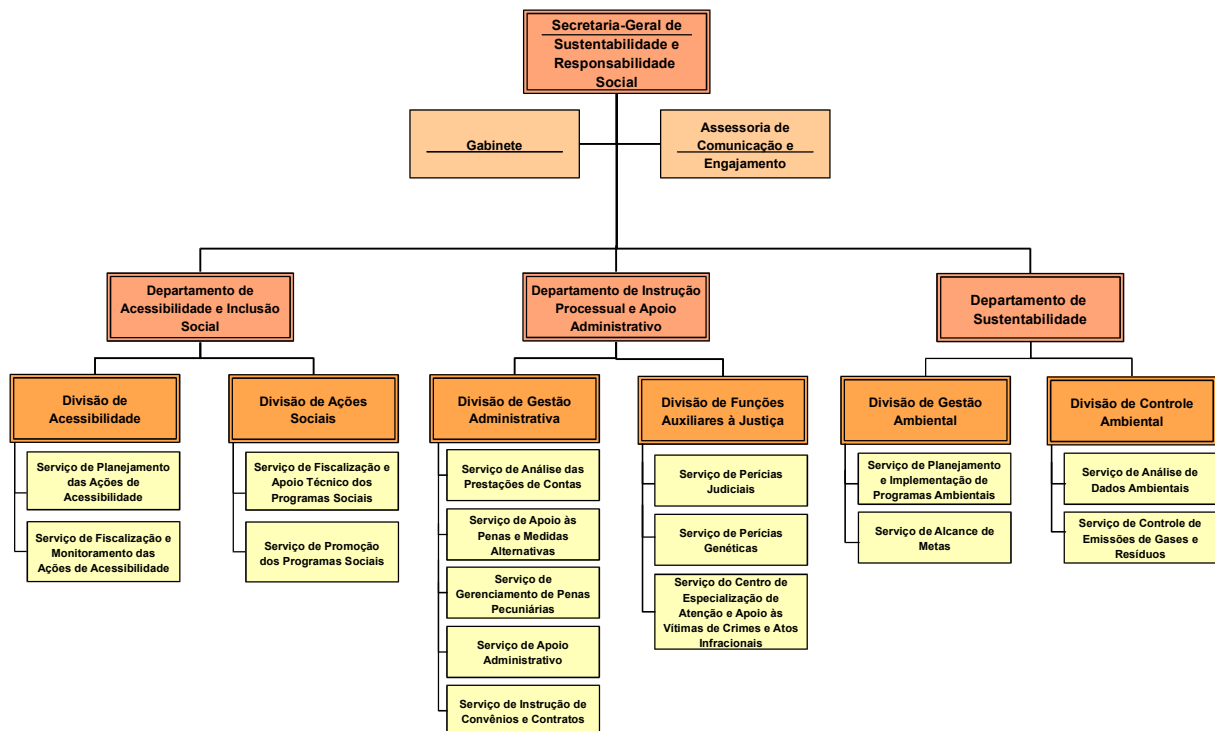 Secretaria-Geral de
Sustentabilidade e
Responsabilidade
Social
Gabinete
Assessoria de
Comunicação e
Engajamento
Departamento de
Acessibilidade e Inclusão
Social
Departamento de Instrução
Processual e Apoio
Administrativo
Departamento de
Sustentabilidade
Divisão de
Acessibilidade
Divisão de Ações
Sociais
Divisão de Gestão
Administrativa
Divisão de Funções
Auxiliares à Justiça
Divisão de Gestão
Ambiental
Divisão de Controle
Ambiental
Serviço de Planejamento
das Ações de
Acessibilidade
Serviço de Fiscalização e
Monitoramento das
Ações de Acessibilidade
Serviço de Fiscalização e
Apoio Técnico dos
Programas Sociais
Serviço de Promoção
dos Programas Sociais
Serviço de Análise das
Prestações de Contas
Serviço de Apoio às
Penas e Medidas
Alternativas
Serviço de
Gerenciamento de Penas
Pecuniárias
Serviço de Apoio
Administrativo
Serviço de Instrução de
Convênios e Contratos
Serviço de Perícias
Judiciais
Serviço de Perícias
Genéticas
Serviço do Centro de
Especialização de
Atenção e Apoio às
Vítimas de Crimes e Atos
Infracionais
Serviço de Planejamento
e Implementação de
Programas Ambientais
Serviço de Alcance de
Metas
Serviço de Análise de
Dados Ambientais
Serviço de Controle de
Emissões de Gases e
Resíduos